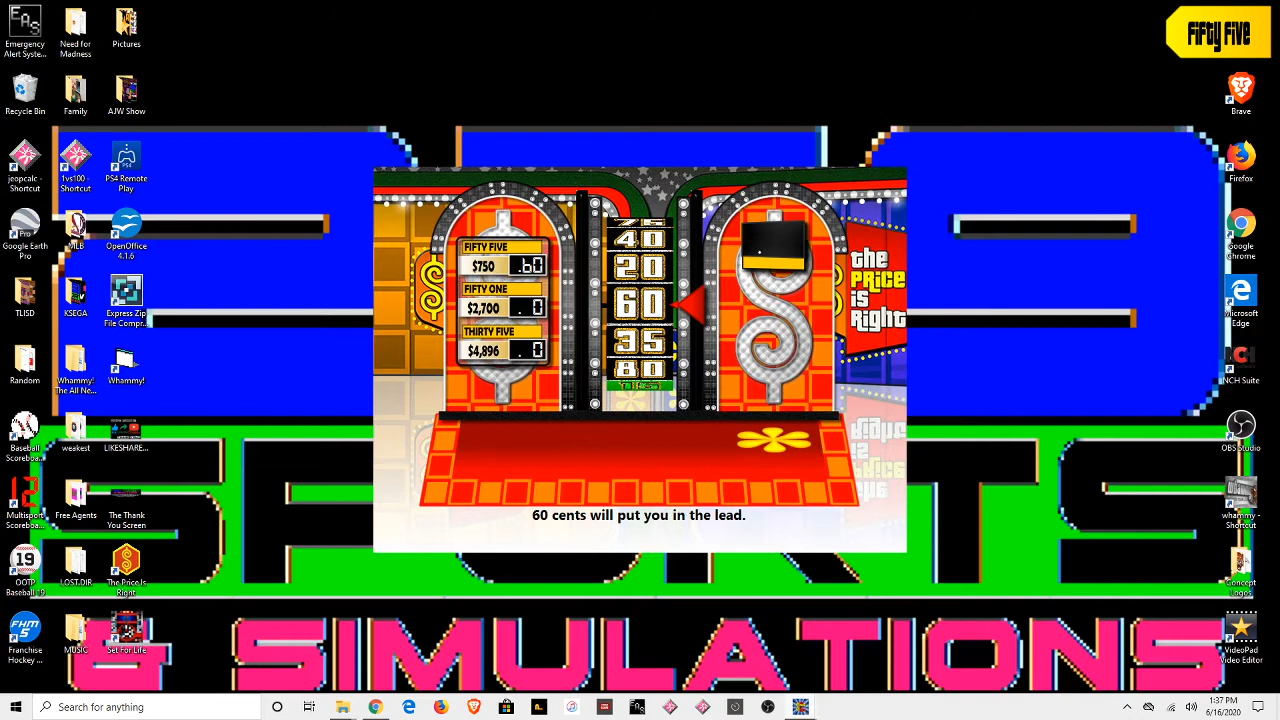 Emergency
Alert Syste...
Need for
Madness
Pictures
Recycle Bin
Family
AJW Show
jeopcalc -
Shortcut
1vs100 -
Shortcut
PS4 Remote
Play
Google Earth
Pro
MLB
OpenOffice
4.1.6
TLISD
KSEGA
Express Zip
File Compr...
Random
Whammy!
The All Ne...
Whammy!
Baseball
Scoreboa...
weakest
LIKESHARE...
Multisport
Scoreboa...
Free Agents
The Thank
You Screen
OOTP
Baseball 19
LOST.DIR
The Price Is
Right
Franchise
Hockey ...
MUSIC
Set For Life
FIFTY FIVE
Brave
Firefox
Google
Chrome
Microsoft
Edge
NCH Suite
OBS Studio
whammy -
Shortcut
Concept
Logos
VideoPad
Video Editor
FIFTY FIVE
$750 .60
FIFTY ONE
$2,700 . 0
THIRTY FIVE
$4,896 . 0
40
20
60
35
80
the
PRICE
is
Right
60 cents will put you in the lead.
SPORTS
& SIMULATIONS
Search for anything
1:37 PM
6/16/2020